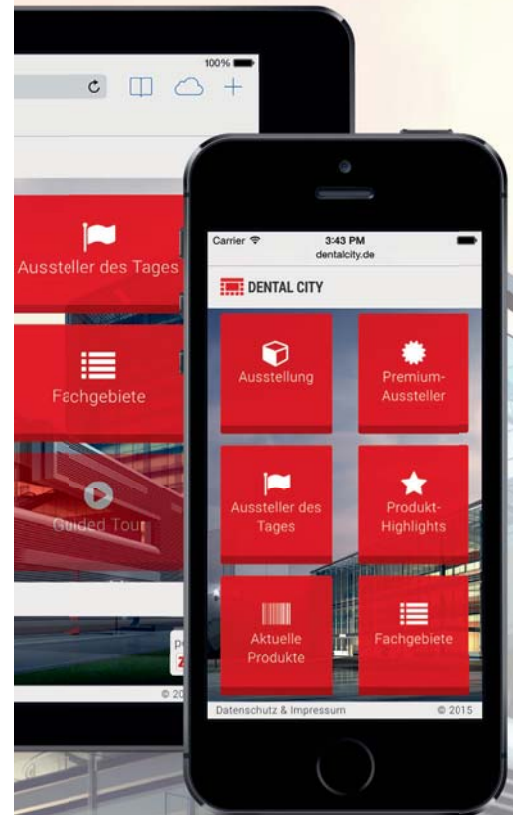 100%
Aussteller des Tages
Fachgebiete
Guided Tour
© 20
Carrier
3:43 PM
dentalcity.de
DENTAL CITY
Ausstellung
Premium-
Aussteller
Aussteller des
Tages
Produkt-
Highlights
Aktuelle
Produkte
Fachgebiete
Datenschutz & Impressum
© 2015